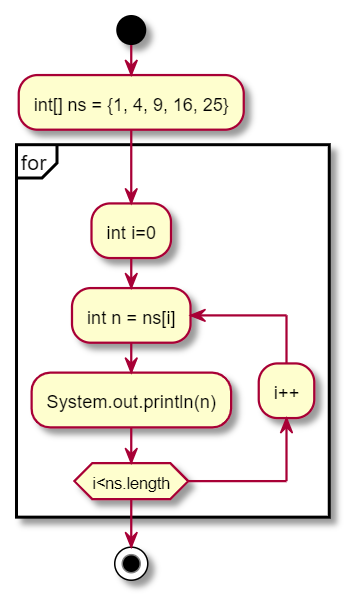 int[] ns = {1, 4, 9, 16, 25}
for
int i=0
int n = ns[i]
System.out.println(n)
i++
i<ns.length